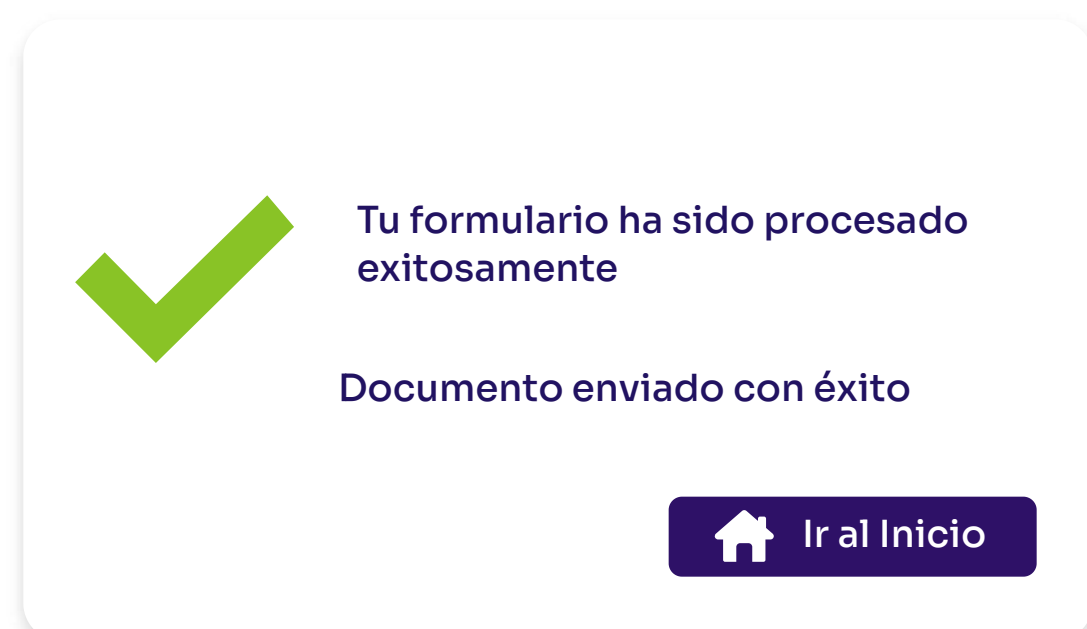 Tu formulario ha sido procesado
exitosamente
Documento enviado con éxito
Ir al Inicio